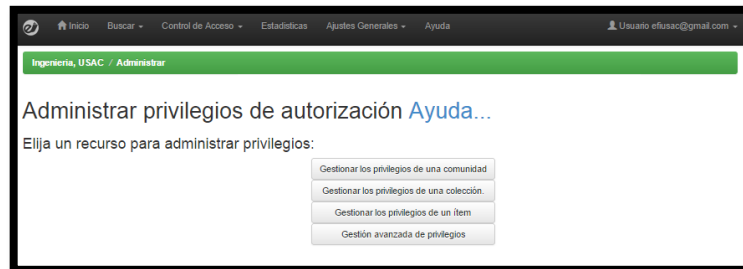 Inicio Buscar Control de Acceso Estadísticas Ajustes Generales Ayuda Usuario efiusac@gmail.com
Ingeniería, USAC / Administrar
Administrar privilegios de autorización Ayuda...
Elija un recurso para administrar privilegios:
Gestionar los privilegios de una comunidad
Gestionar los privilegios de una colección.
Gestionar los privilegios de un ítem
Gestión avanzada de privilegios